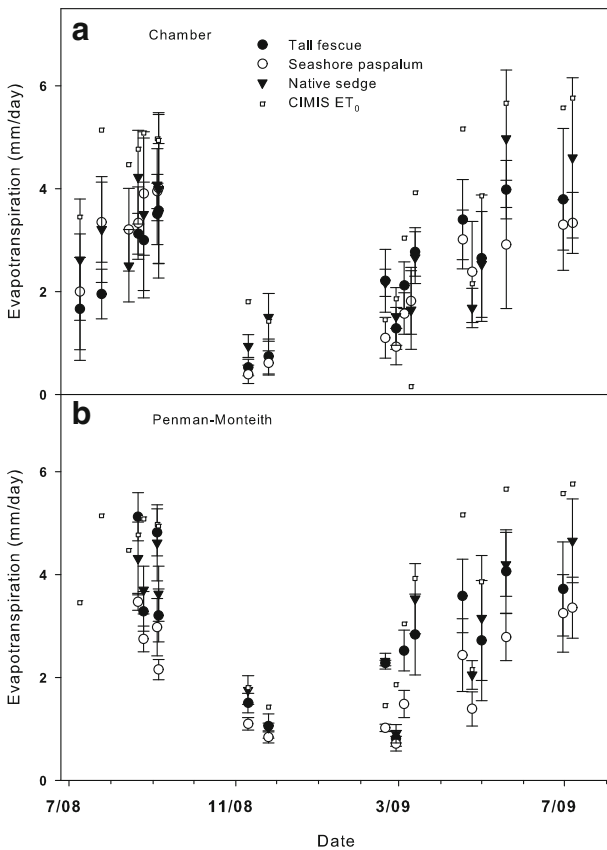 a
Chamber
Tall fescue
Seashore paspalum
Native sedge
CIMIS ET₀
Evapotranspiration (mm/day)
6
4
2
0
b
Penman-Monteith
Evapotranspiration (mm/day)
6
4
2
0
7/08
11/08
3/09
7/09
Date